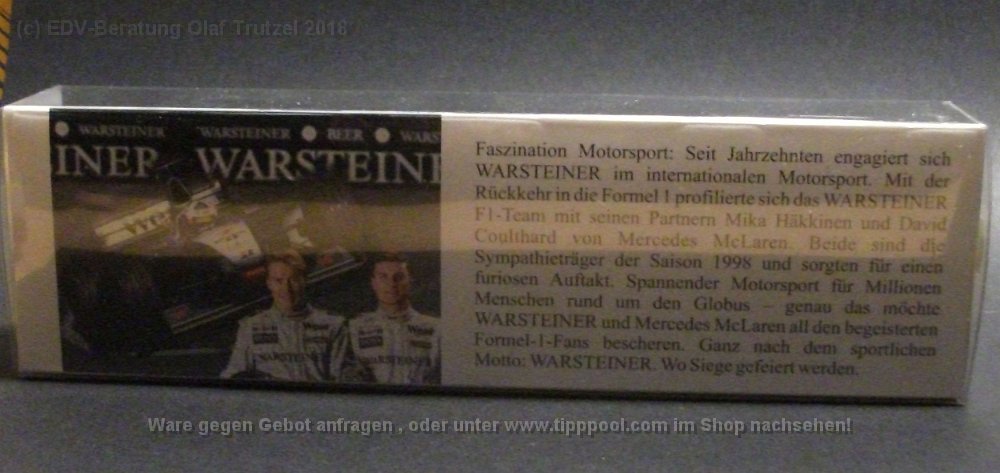 (c) EDV-Beratung Olaf Trutzel 2018
WARSTEINER WARSTEINER BEER WARS
INER WARSTEINE
Faszination Motorsport: Seit Jahrzehnten engagiert sich
WARSTEINER im internationalen Motorsport. Mit der
Rückkehr in die Formel 1 profilierte sich das WARSTEINER
F1-Team mit seinen Partnern Mika Häkkinen und David
Coulthard von Mercedes McLaren. Beide sind die
Sympathieträger der Saison 1998 und sorgten für einen
furiosen Auftakt. Spannender Motorsport für Millionen
Menschen rund um den Globus – genau das möchte
WARSTEINER und Mercedes McLaren all den begeisterten
Formel-1-Fans bescheren. Ganz nach dem sportlichen
Motto: WARSTEINER. Wo Siege gefeiert werden.
West West
WARSTEINER WARSTEINER
Ware gegen Gebot anfragen , oder unter www.tipppool.com im Shop nachsehen!